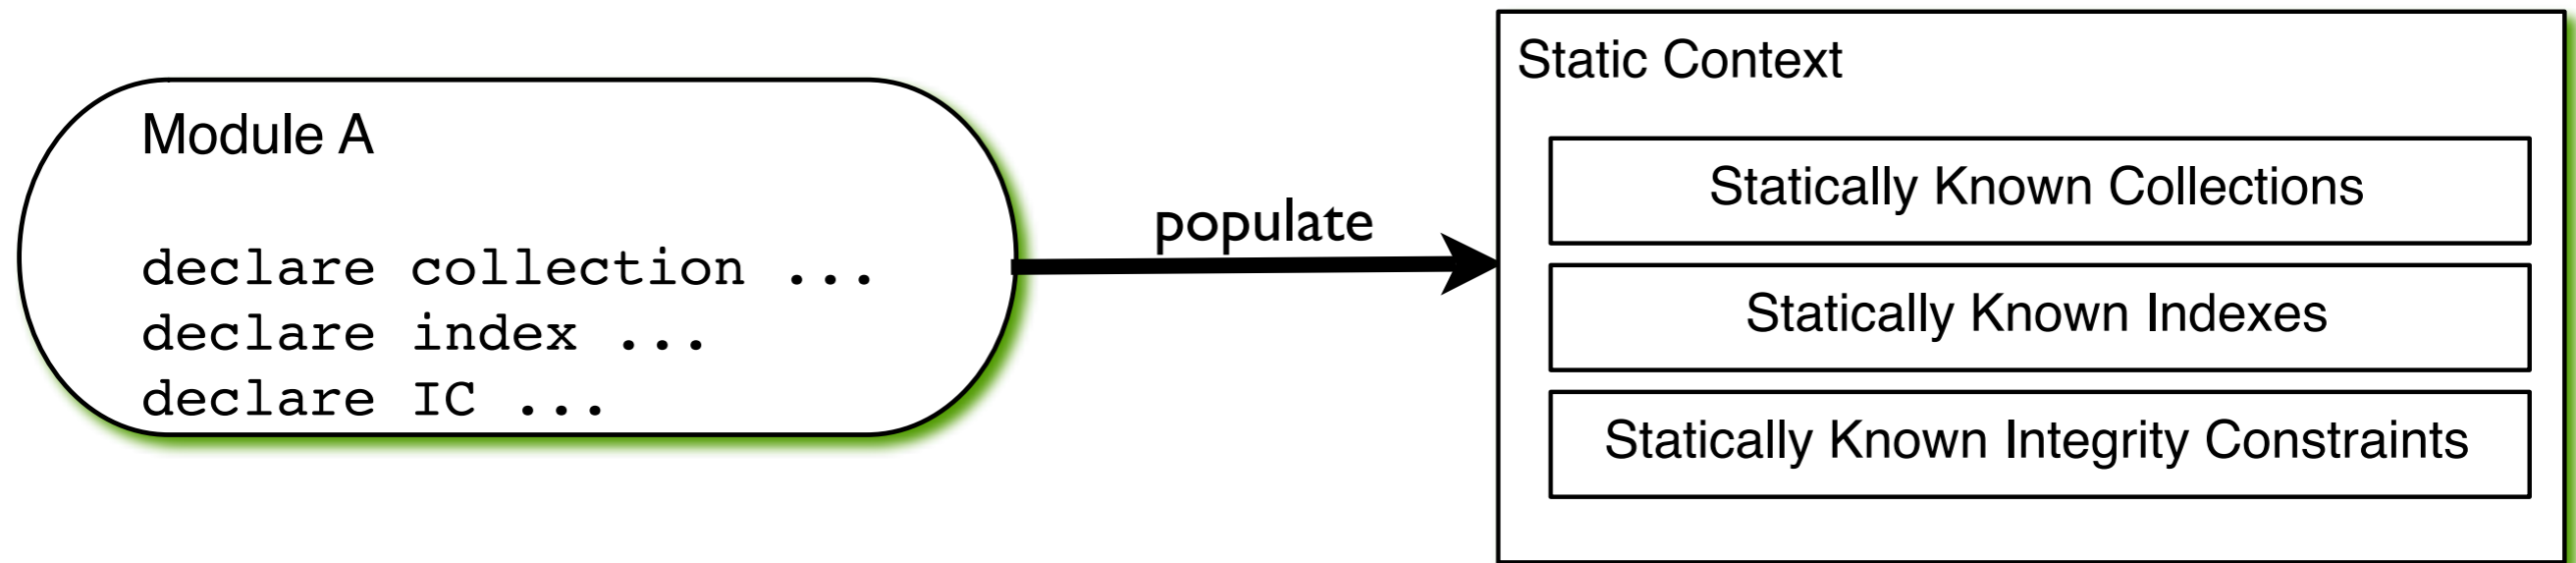 Module A
declare collection ...
declare index ...
declare IC ...
populate
Static Context
Statically Known Collections
Statically Known Indexes
Statically Known Integrity Constraints